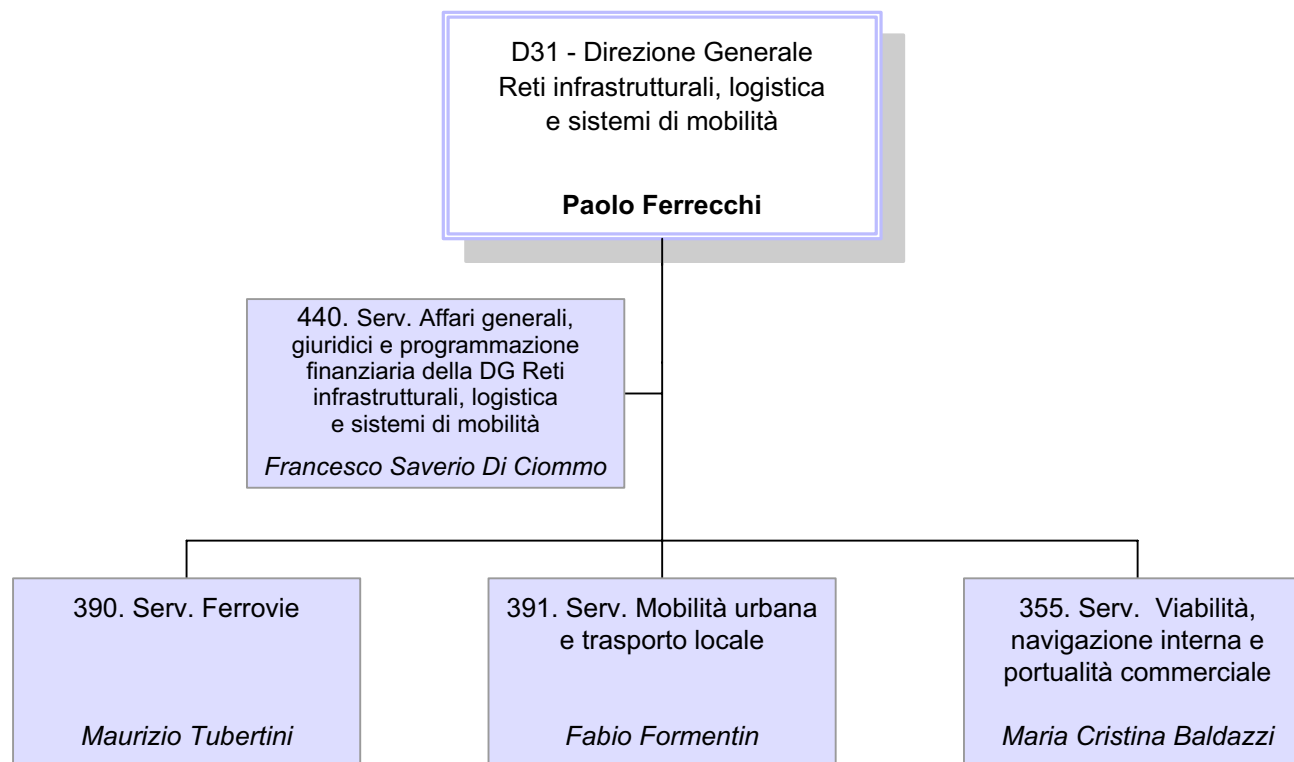 D31 - Direzione Generale
Reti infrastrutturali, logistica
e sistemi di mobilità
Paolo Ferrecchi
440. Serv. Affari generali,
giuridici e programmazione
finanziaria della DG Reti
infrastrutturali, logistica
e sistemi di mobilità
Francesco Saverio Di Ciommo
390. Serv. Ferrovie
Maurizio Tubertini
391. Serv. Mobilità urbana
e trasporto locale
Fabio Formentin
355. Serv. Viabilità,
navigazione interna e
portualità commerciale
Maria Cristina Baldazzi